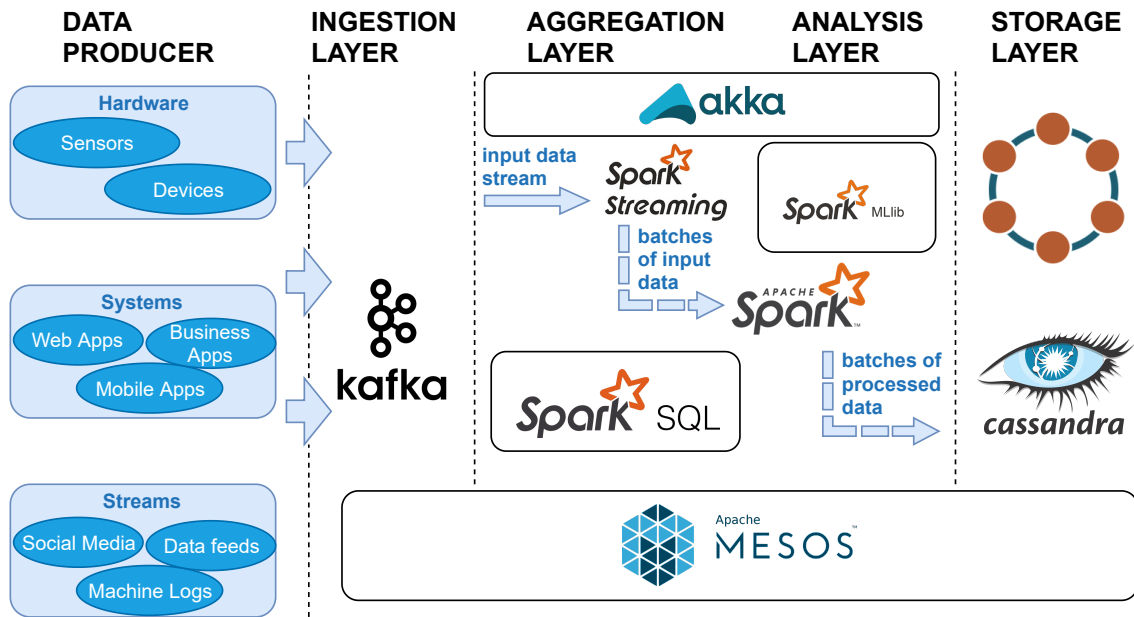 DATA
PRODUCER
INGESTION
LAYER
AGGREGATION
LAYER
ANALYSIS
LAYER
STORAGE
LAYER
Hardware
Sensors
Devices
Systems
Web Apps
Business
Apps
Mobile Apps
Streams
Social Media
Data feeds
Machine Logs
kafka
akka
input data
stream
Spark
Streaming
batches
of input
data
Spark MLlib
APACHE
Spark™
Spark SQL
batches of
processed
data
cassandra
Apache
MESOS™